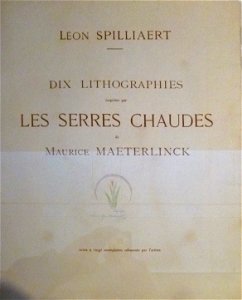 LÉON SPILLIAERT
DIX LITHOGRAPHIES
inspirées par
LES SERRES CHAUDES
de
MAURICE MAETERLINCK